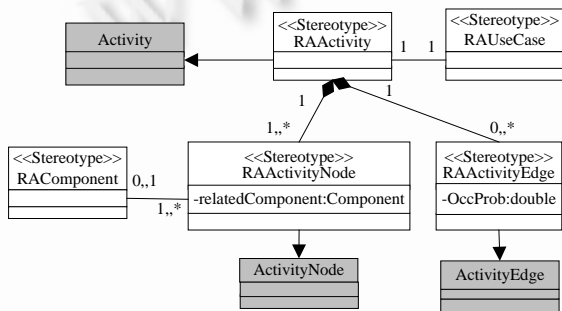 Activity
<<Stereotype>>
RAActivity
<<Stereotype>>
RAUseCase
1
1
1
1
1,,*
0,,*
<<Stereotype>>
RAComponent
0,,1
1,,*
<<Stereotype>>
RAActivityNode
-relatedComponent:Component
<<Stereotype>>
RAActivityEdge
-OccProb:double
ActivityNode
ActivityEdge